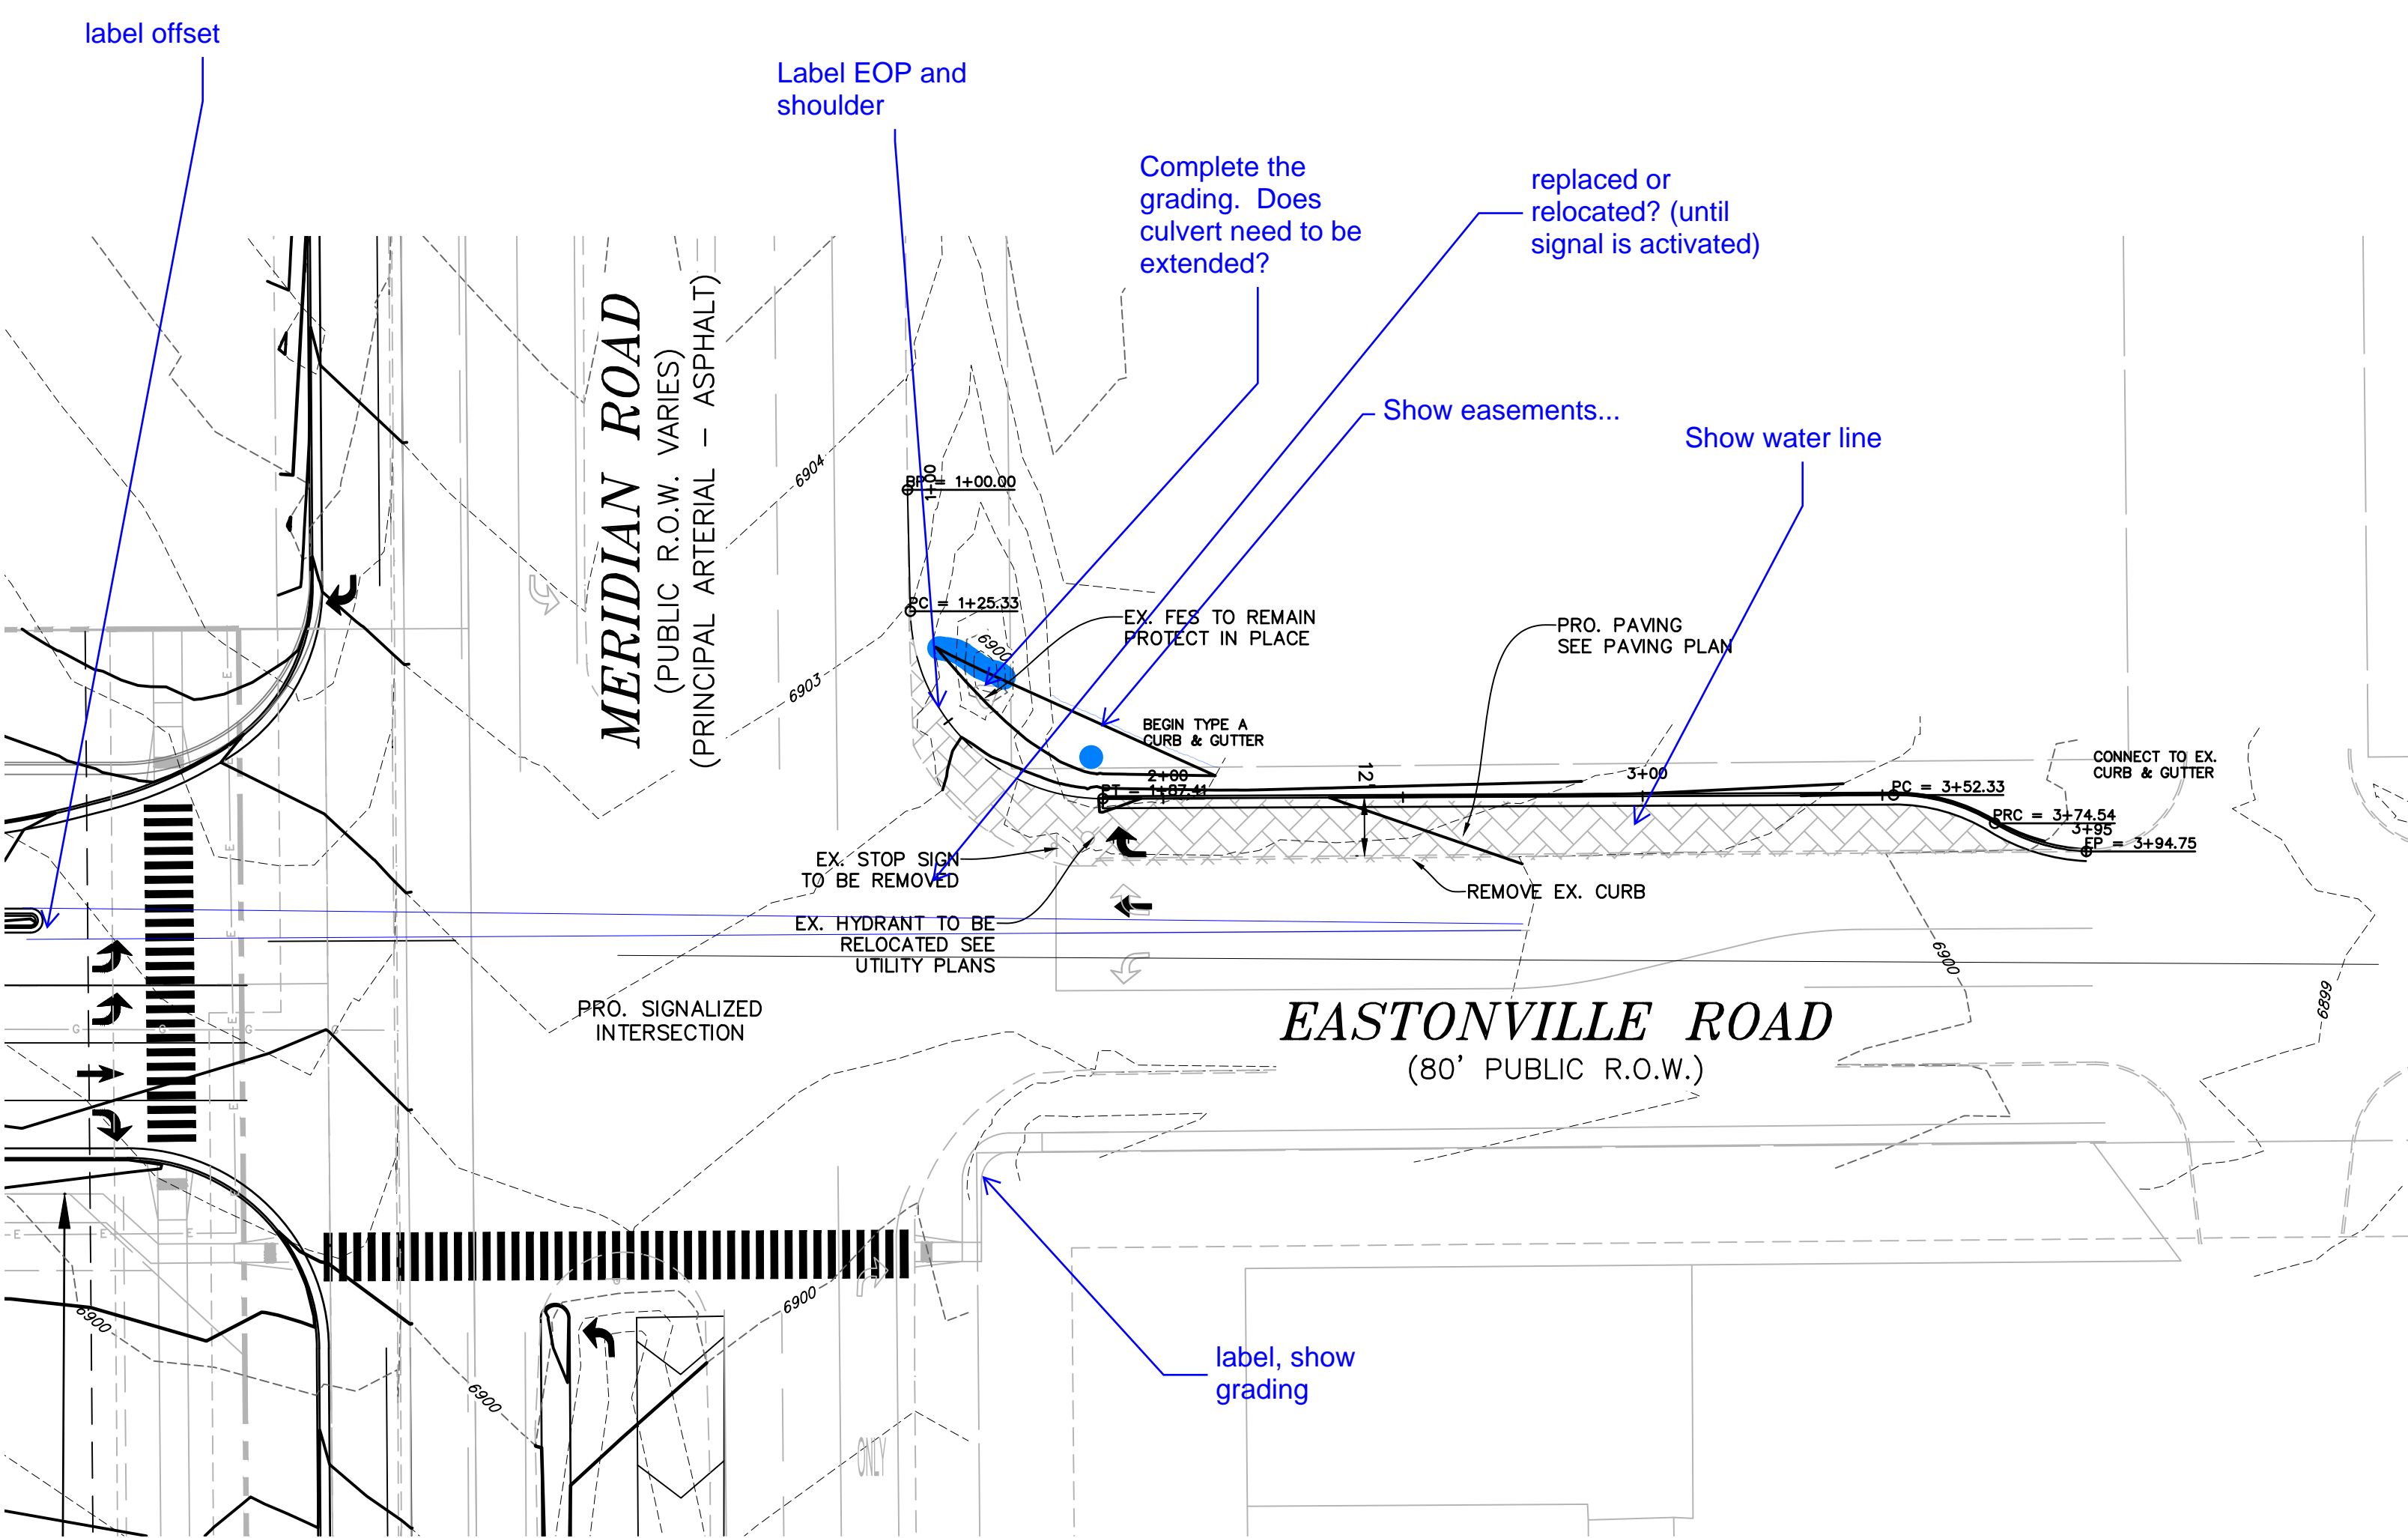 label offset
Label EOP and
shoulder
Complete the
grading.  Does
culvert need to be
extended?
replaced or
relocated? (until
signal is activated)
Show easements...
Show water line
MERIDIAN ROAD
(PUBLIC R.O.W. VARIES)
(PRINCIPAL ARTERIAL – ASPHALT)
6904
6903
BP = 1+00.00
1+00
PC = 1+25.33
6900
EX. FES TO REMAIN
PROTECT IN PLACE
PRO. PAVING
SEE PAVING PLAN
BEGIN TYPE A
CURB & GUTTER
2+00
PT = 1+87.41
12'
3+00
PC = 3+52.33
CONNECT TO EX.
CURB & GUTTER
PRC = 3+74.54
3+95
EP = 3+94.75
EX. STOP SIGN
TO BE REMOVED
REMOVE EX. CURB
EX. HYDRANT TO BE
RELOCATED SEE
UTILITY PLANS
PRO. SIGNALIZED
INTERSECTION
EASTONVILLE ROAD
(80' PUBLIC R.O.W.)
6900
6899
E
E
E
E
E
E
G
G
G
G
E
E
E
G
6900
6900
6900
ONLY
label, show
grading